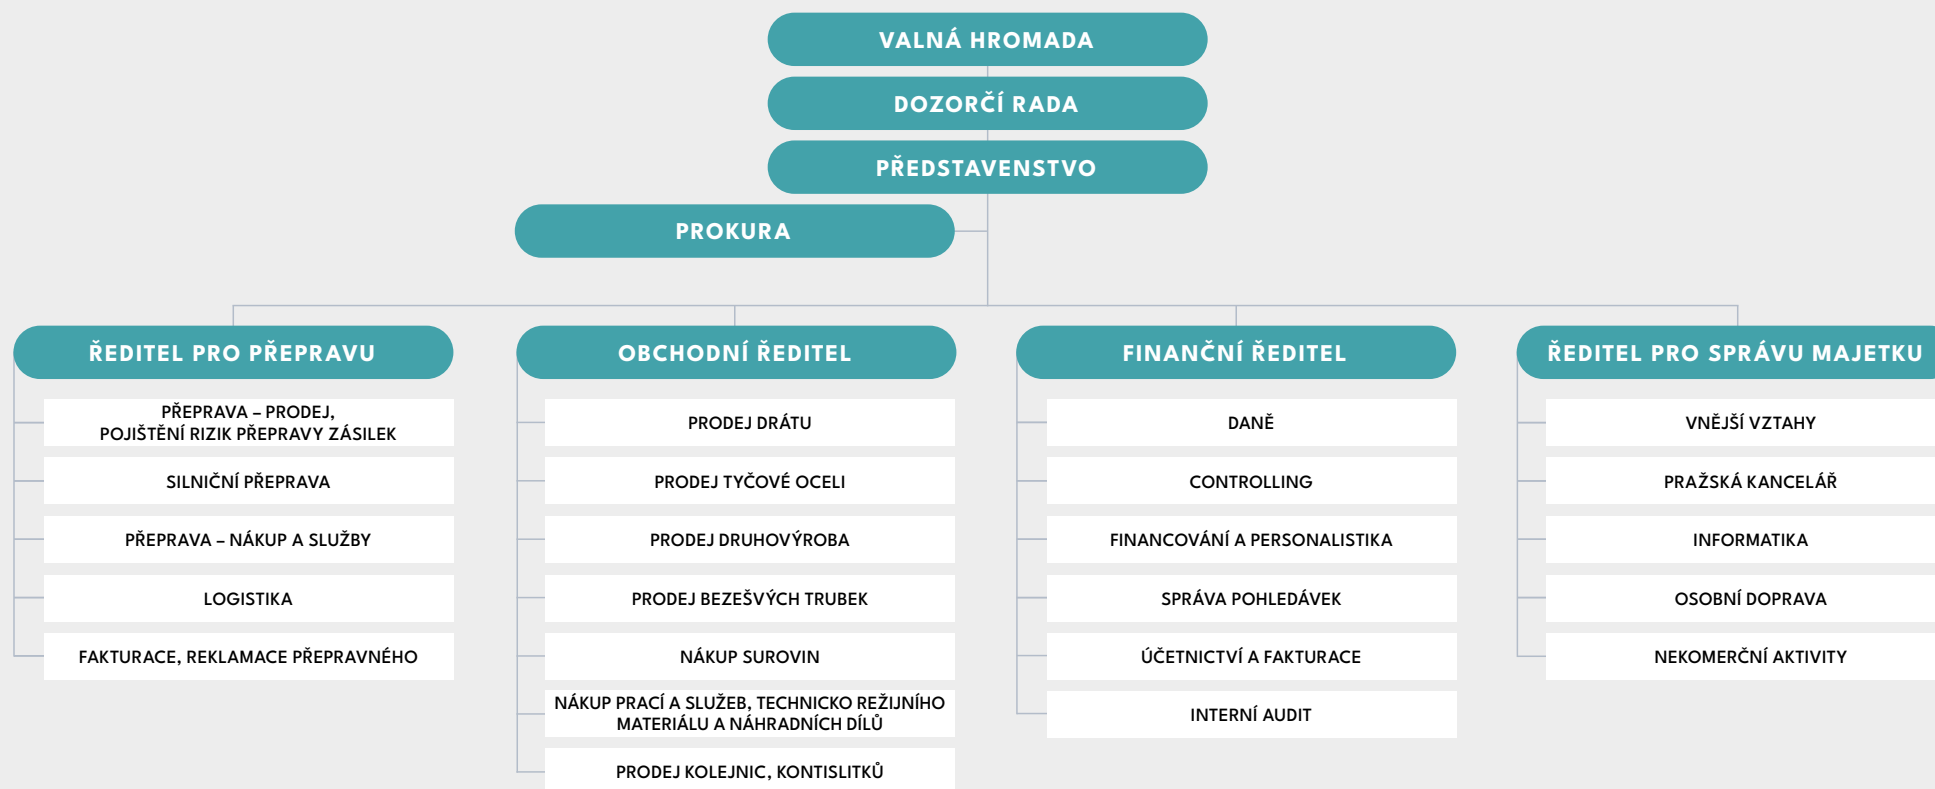 VALNÁ HROMADA
DOZORČÍ RADA
PŘEDSTAVENSTVO
PROKURA
ŘEDITEL PRO PŘEPRAVU
PŘEPRAVA – PRODEJ,
POJIŠTĚNÍ RIZIK PŘEPRAVY ZÁSILEK
SILNIČNÍ PŘEPRAVA
PŘEPRAVA – NÁKUP A SLUŽBY
LOGISTIKA
FAKTURACE, REKLAMACE PŘEPRAVNÉHO
OBCHODNÍ ŘEDITEL
PRODEJ DRÁTU
PRODEJ TYČOVÉ OCELI
PRODEJ DRUHOVÝROBA
PRODEJ BEZEŠVÝCH TRUBEK
NÁKUP SUROVIN
NÁKUP PRACÍ A SLUŽEB, TECHNICKO REŽIJNÍHO
MATERIÁLU A NÁHRADNÍCH DÍLŮ
PRODEJ KOLEJNIC, KONTISLITKŮ
FINANČNÍ ŘEDITEL
DANĚ
CONTROLLING
FINANCOVÁNÍ A PERSONALISTIKA
SPRÁVA POHLEDÁVEK
ÚČETNICTVÍ A FAKTURACE
INTERNÍ AUDIT
ŘEDITEL PRO SPRÁVU MAJETKU
VNĚJŠÍ VZTAHY
PRAŽSKÁ KANCELÁŘ
INFORMATIKA
OSOBNÍ DOPRAVA
NEKOMERČNÍ AKTIVITY